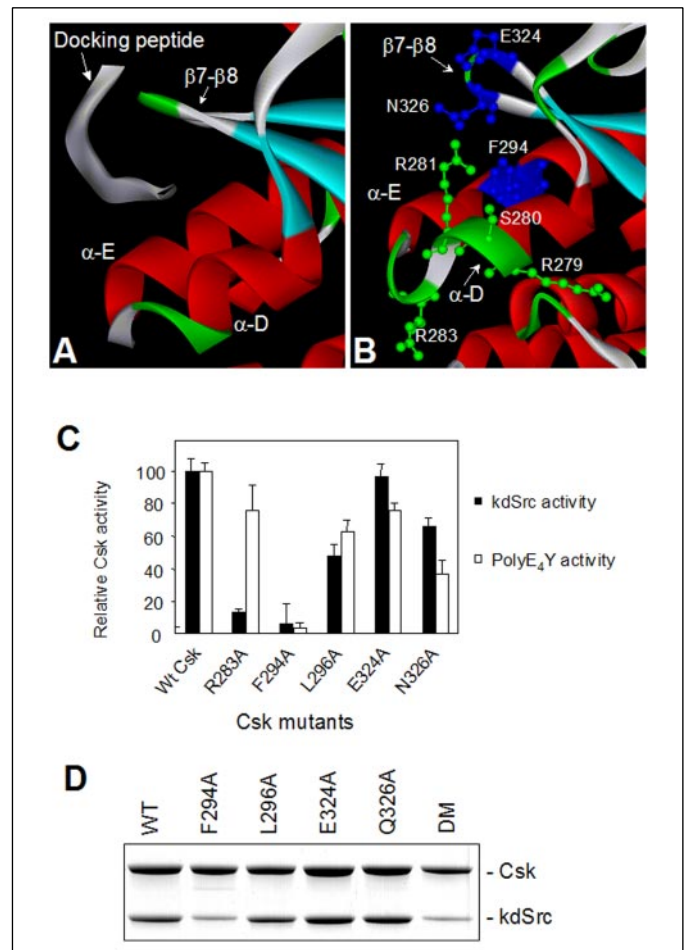 Docking peptide
β7-β8
α-E
α-D
A
E324
β7-β8
N326
F294
R281
α-E
S280
R279
α-D
R283
B
C
Relative Csk activity
100
80
60
40
20
0
Wt Csk
R283A
F294A
L296A
E324A
N326A
Csk mutants
kdSrc activity
PolyE₄Y activity
D
WT
F294A
L296A
E324A
Q326A
DM
- Csk
- kdSrc